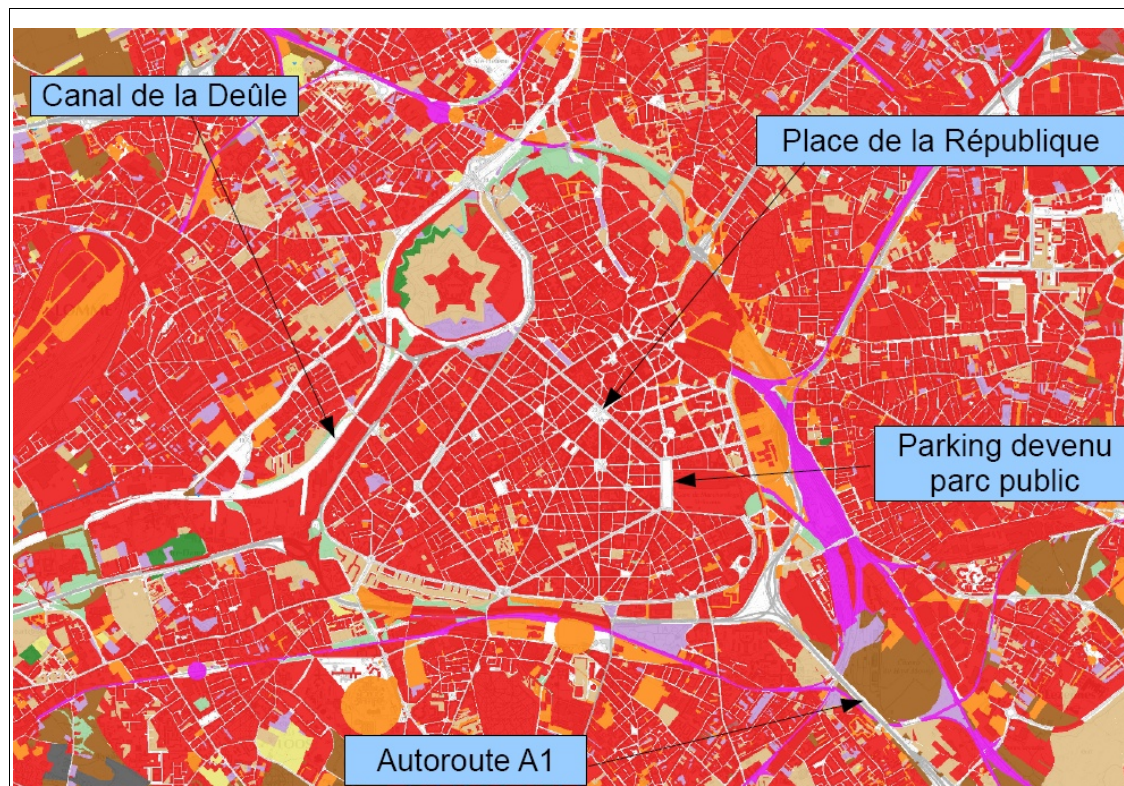 Canal de la Deûle
Place de la République
Parking devenu
parc public
Autoroute A1